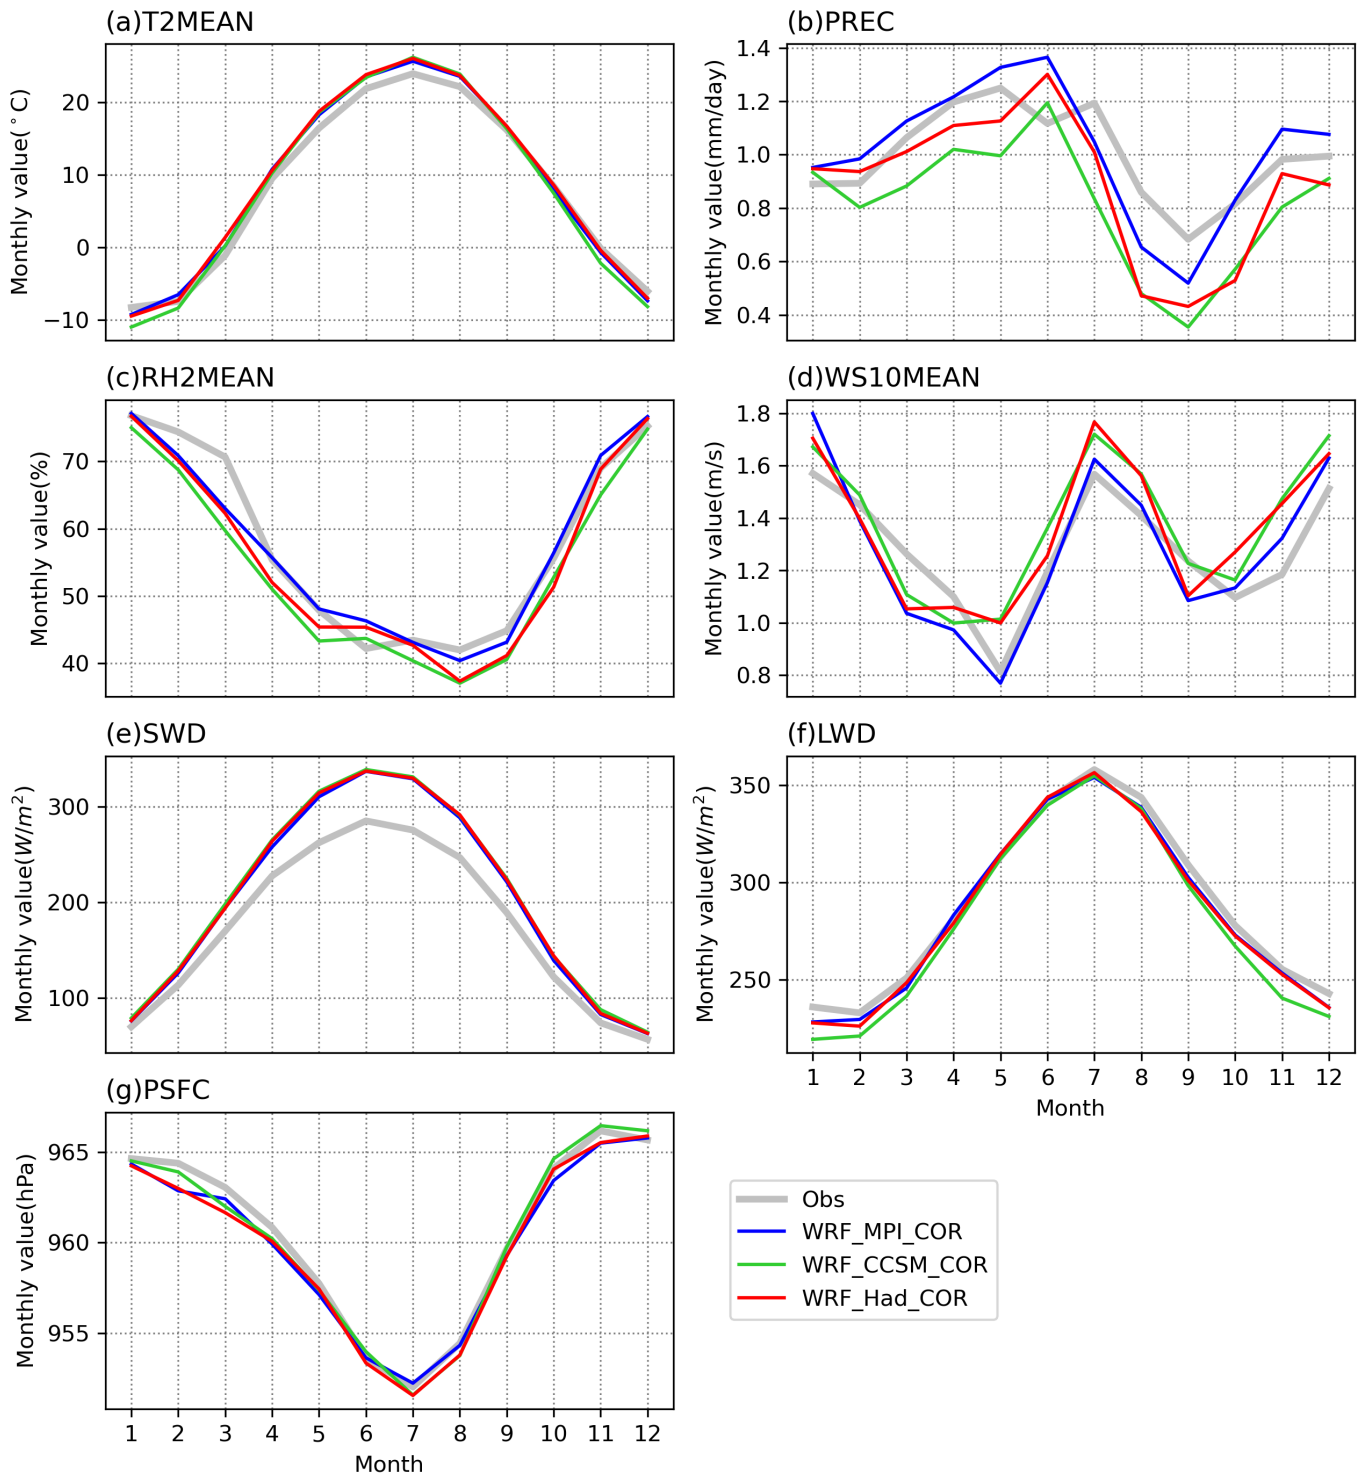 (a)T2MEAN
Monthly value(°C)
20
10
0
−10
(b)PREC
Monthly value(mm/day)
1.4
1.2
1.0
0.8
0.6
0.4
(c)RH2MEAN
Monthly value(%)
70
60
50
40
(d)WS10MEAN
Monthly value(m/s)
1.8
1.6
1.4
1.2
1.0
0.8
(e)SWD
Monthly value(W/m²)
300
200
100
(f)LWD
Monthly value(W/m²)
350
300
250
1 2 3 4 5 6 7 8 9 10 11 12
Month
(g)PSFC
Monthly value(hPa)
965
960
955
1 2 3 4 5 6 7 8 9 10 11 12
Month
Obs
WRF_MPI_COR
WRF_CCSM_COR
WRF_Had_COR